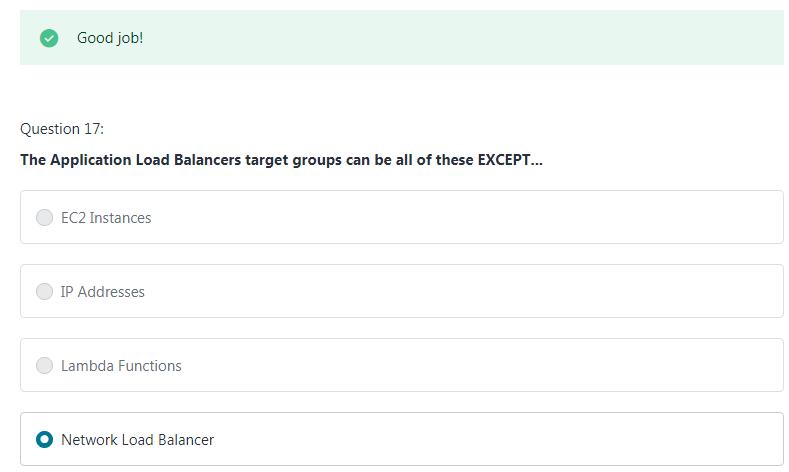 Good job!
Question 17:
The Application Load Balancers target groups can be all of these EXCEPT...
EC2 Instances
IP Addresses
Lambda Functions
Network Load Balancer